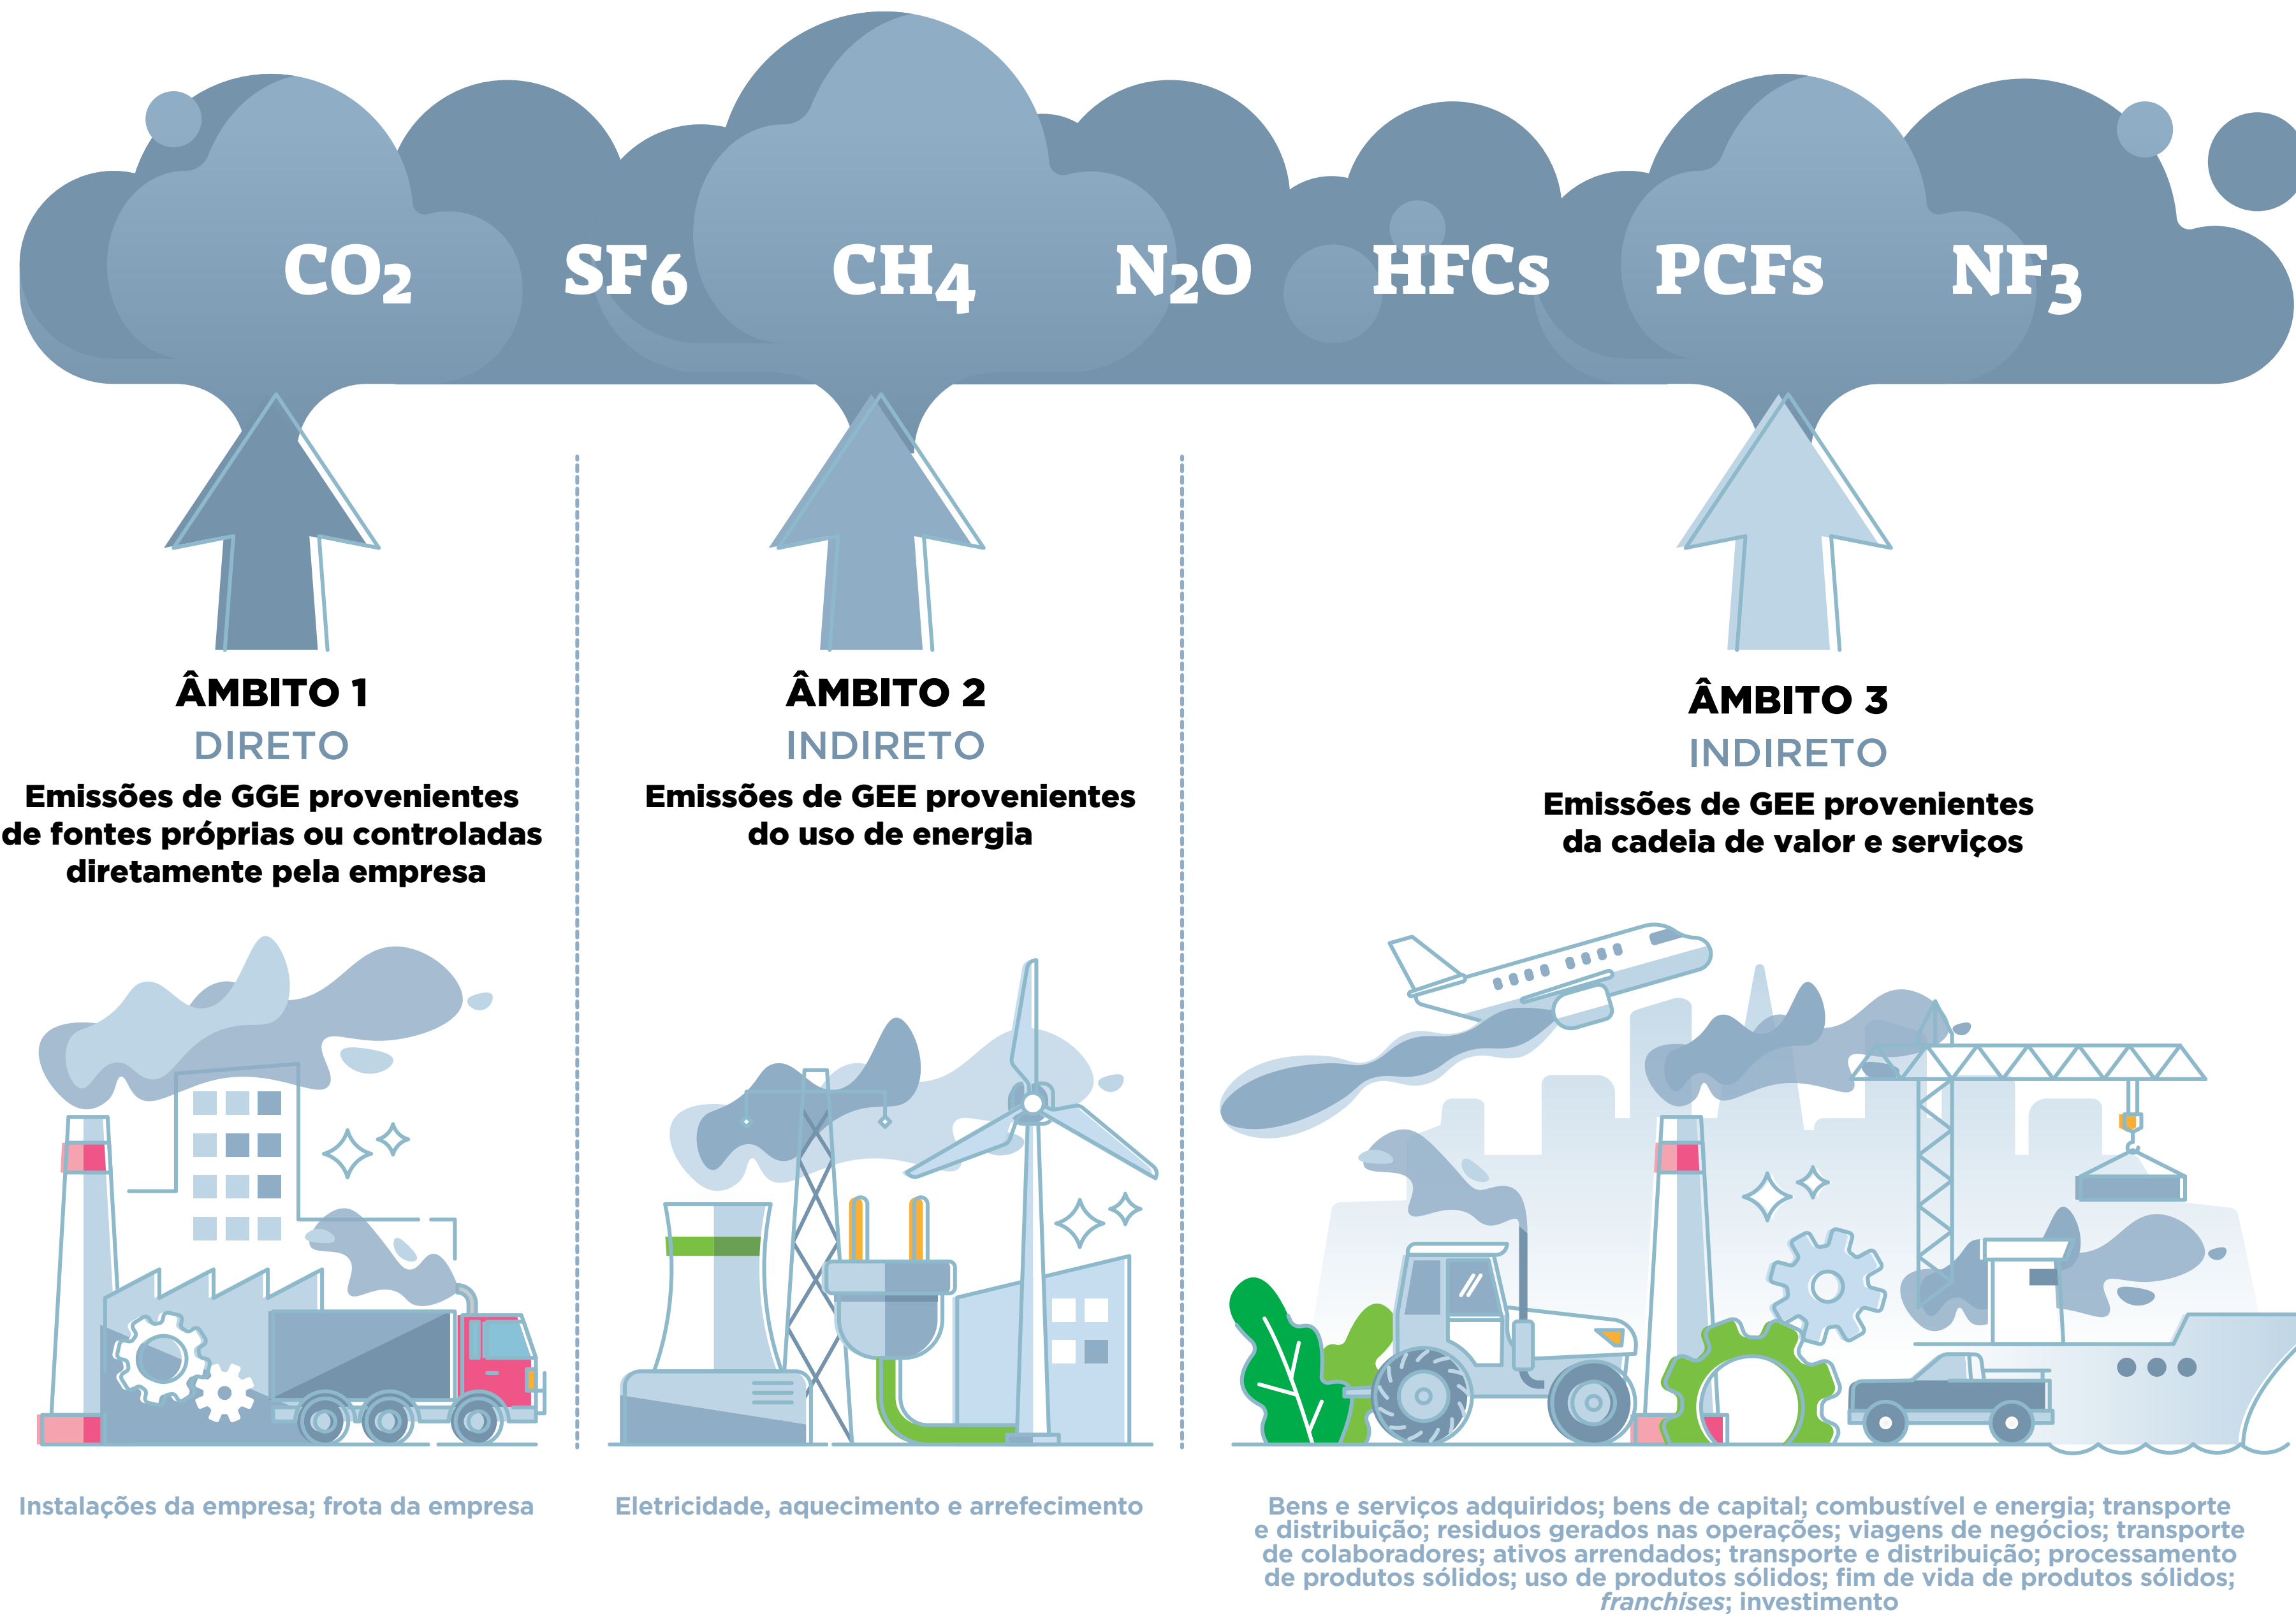 CO₂ SF₆ CH₄ N₂O HFCs PCFs NF₃
ÂMBITO 1
DIRETO
Emissões de GGE provenientes
de fontes próprias ou controladas
diretamente pela empresa
Instalações da empresa; frota da empresa
ÂMBITO 2
INDIRETO
Emissões de GEE provenientes
do uso de energia
Eletricidade, aquecimento e arrefecimento
ÂMBITO 3
INDIRETO
Emissões de GEE provenientes
da cadeia de valor e serviços
Bens e serviços adquiridos; bens de capital; combustível e energia; transporte
e distribuição; residuos gerados nas operações; viagens de negócios; transporte
de colaboradores; ativos arrendados; transporte e distribuição; processamento
de produtos sólidos; uso de produtos sólidos; fim de vida de produtos sólidos;
franchises; investimento